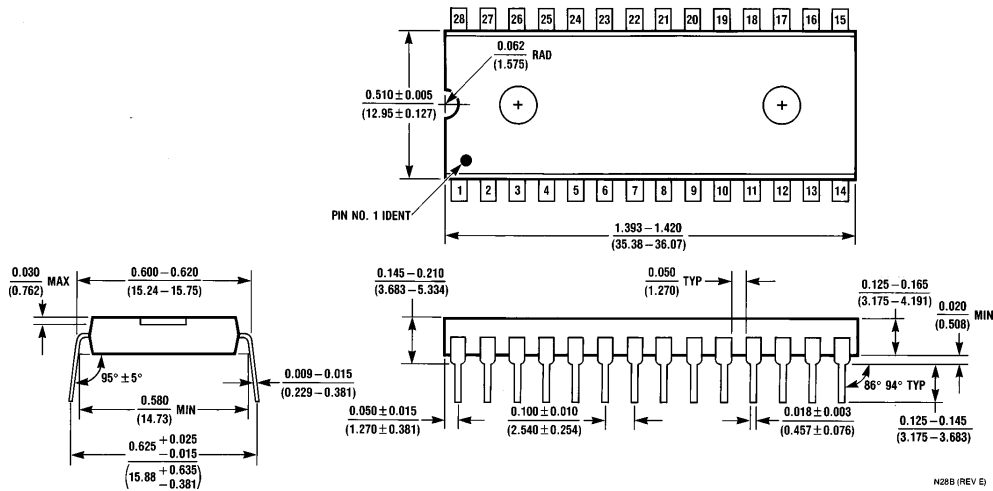 28 27 26 25 24 23 22 21 20 19 18 17 16 15
0.062
(1.575)
RAD
0.510 ± 0.005
(12.95 ± 0.127)
PIN NO. 1 IDENT
1 2 3 4 5 6 7 8 9 10 11 12 13 14
1.393 – 1.420
(35.38 – 36.07)
0.030
(0.762)
MAX
0.600 – 0.620
(15.24 – 15.75)
95° ± 5°
0.009 – 0.015
(0.229 – 0.381)
0.580
(14.73)
MIN
0.625 + 0.025
– 0.015
(15.88 + 0.635
– 0.381)
0.145 – 0.210
(3.683 – 5.334)
0.050
(1.270)
TYP
0.125 – 0.165
(3.175 – 4.191)
0.020
(0.508)
MIN
86° 94° TYP
0.050 ± 0.015
(1.270 ± 0.381)
0.100 ± 0.010
(2.540 ± 0.254)
0.018 ± 0.003
(0.457 ± 0.076)
0.125 – 0.145
(3.175 – 3.683)
N28B (REV E)